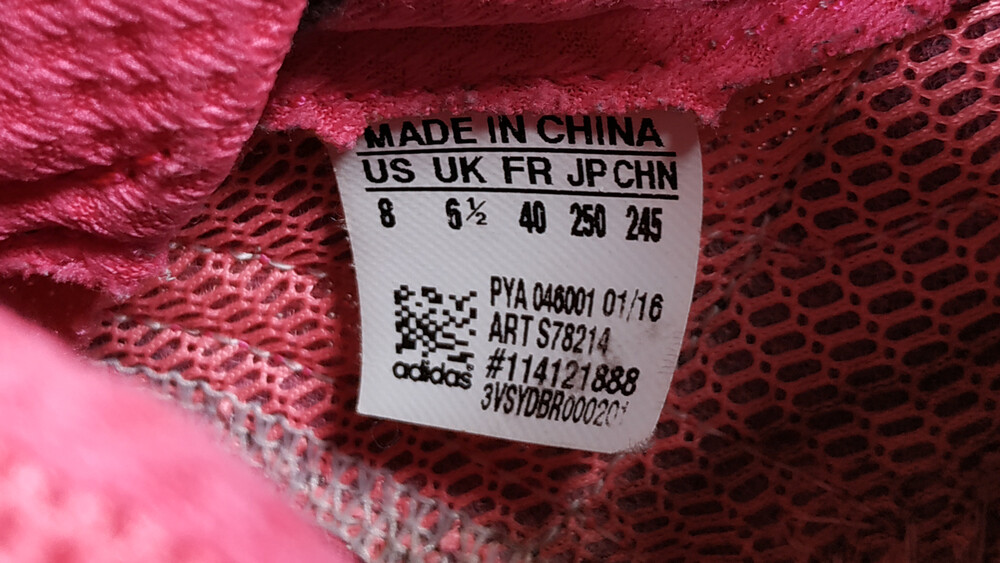 MADE IN CHINA
US UK FR JP CHN
8 6½ 40 250 245
PYA 046001 01/16
ART S78214
#114121888
adidas